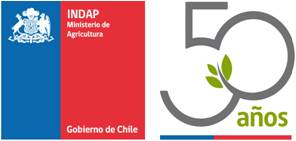 INDAP
Ministerio de
Agricultura
Gobierno de Chile
50
años